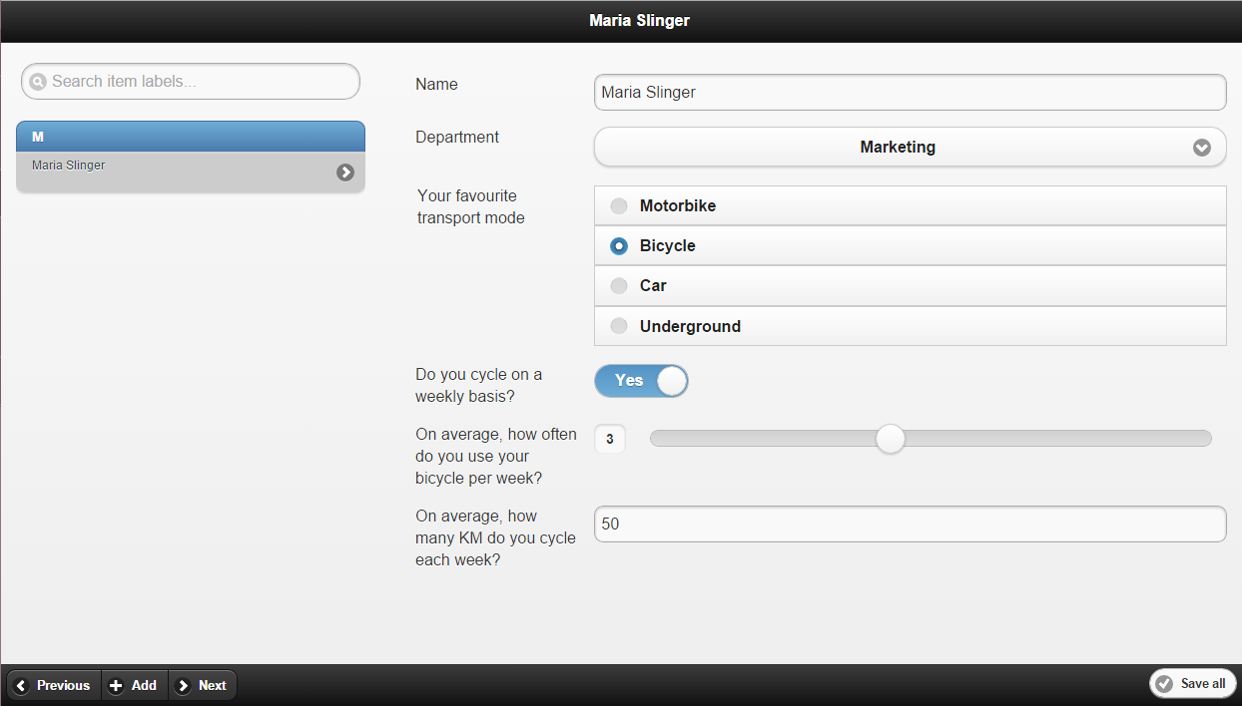 Maria Slinger
Search item labels...
M
Maria Slinger
Name
Maria Slinger
Department
Marketing
Your favourite
transport mode
Motorbike
Bicycle
Car
Underground
Do you cycle on a
weekly basis?
Yes
On average, how often
do you use your
bicycle per week?
3
On average, how
many KM do you cycle
each week?
50
Previous
Add
Next
Save all